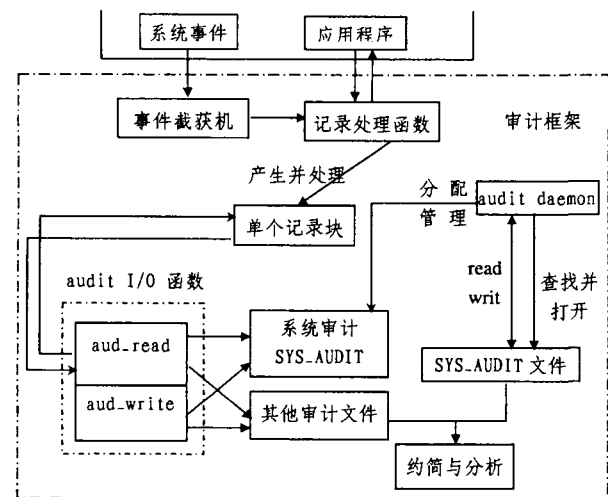 系统事件
应用程序
事件截获机
记录处理函数
审计框架
产生并处理
分配
管理
audit daemon
单个记录块
read
writ
查找并
打开
audit I/O 函数
aud_read
aud_write
系统审计
SYS_AUDIT
SYS_AUDIT 文件
其他审计文件
约简与分析